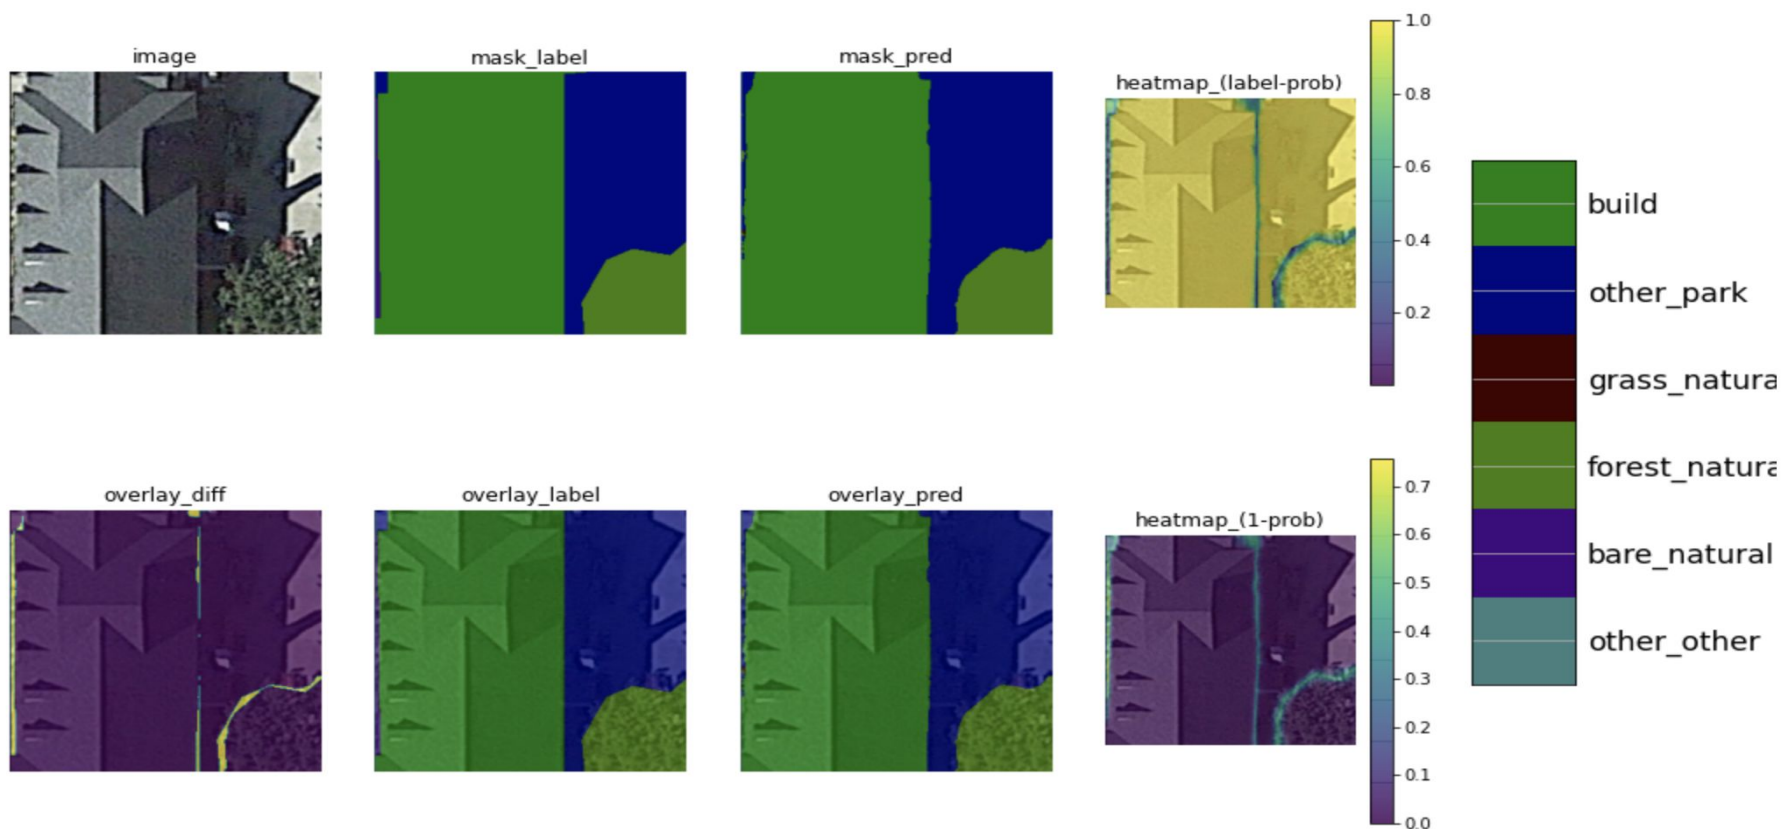 image
mask_label
mask_pred
heatmap_(label-prob)
1.0
0.8
0.6
0.4
0.2
overlay_diff
overlay_label
overlay_pred
heatmap_(1-prob)
0.7
0.6
0.5
0.4
0.3
0.2
0.1
0.0
build
other_park
grass_natura
forest_natura
bare_natural
other_other